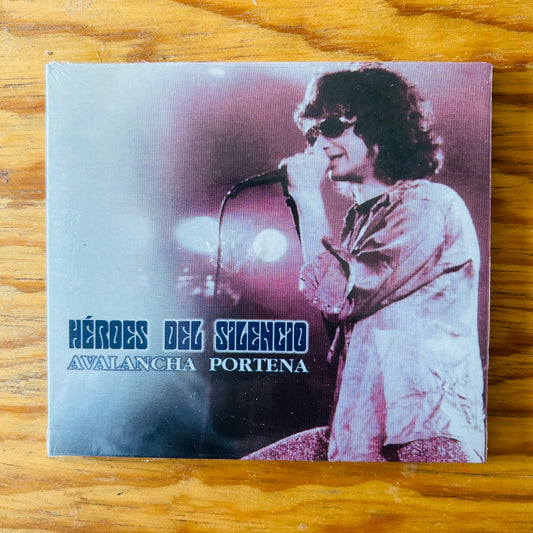 HÉROES DEL SILENCIO
AVALANCHA PORTENA